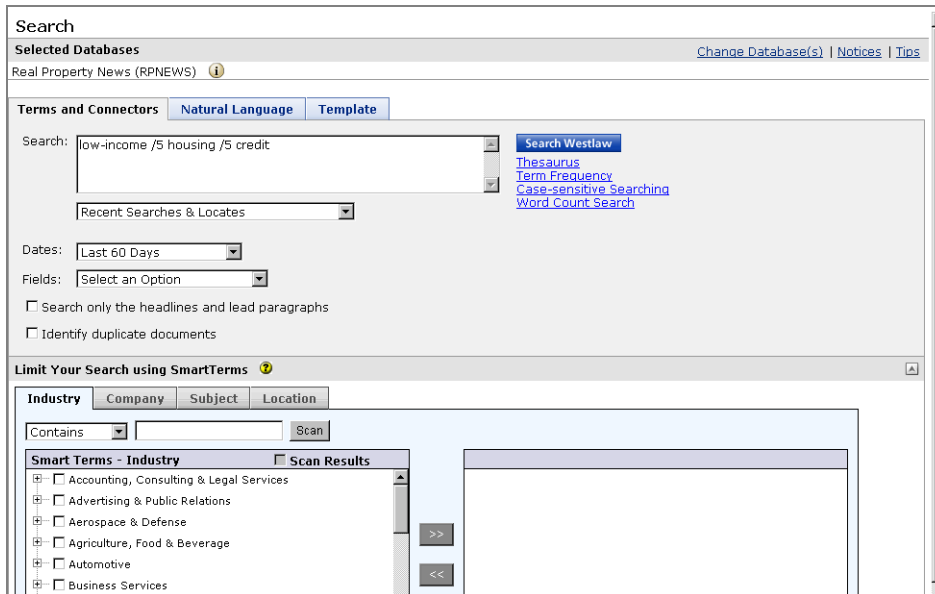 Search
Selected Databases
Change Database(s) | Notices | Tips
Real Property News (RPNEWS)
Terms and Connectors
Natural Language
Template
Search:
low-income /5 housing /5 credit
Search Westlaw
Thesaurus
Term Frequency
Case-sensitive Searching
Word Count Search
Recent Searches & Locates
Dates:
Last 60 Days
Fields:
Select an Option
Search only the headlines and lead paragraphs
Identify duplicate documents
Limit Your Search using SmartTerms
Industry
Company
Subject
Location
Contains
Scan
Smart Terms - Industry
Scan Results
Accounting, Consulting & Legal Services
Advertising & Public Relations
Aerospace & Defense
Agriculture, Food & Beverage
Automotive
Business Services
>>
<<